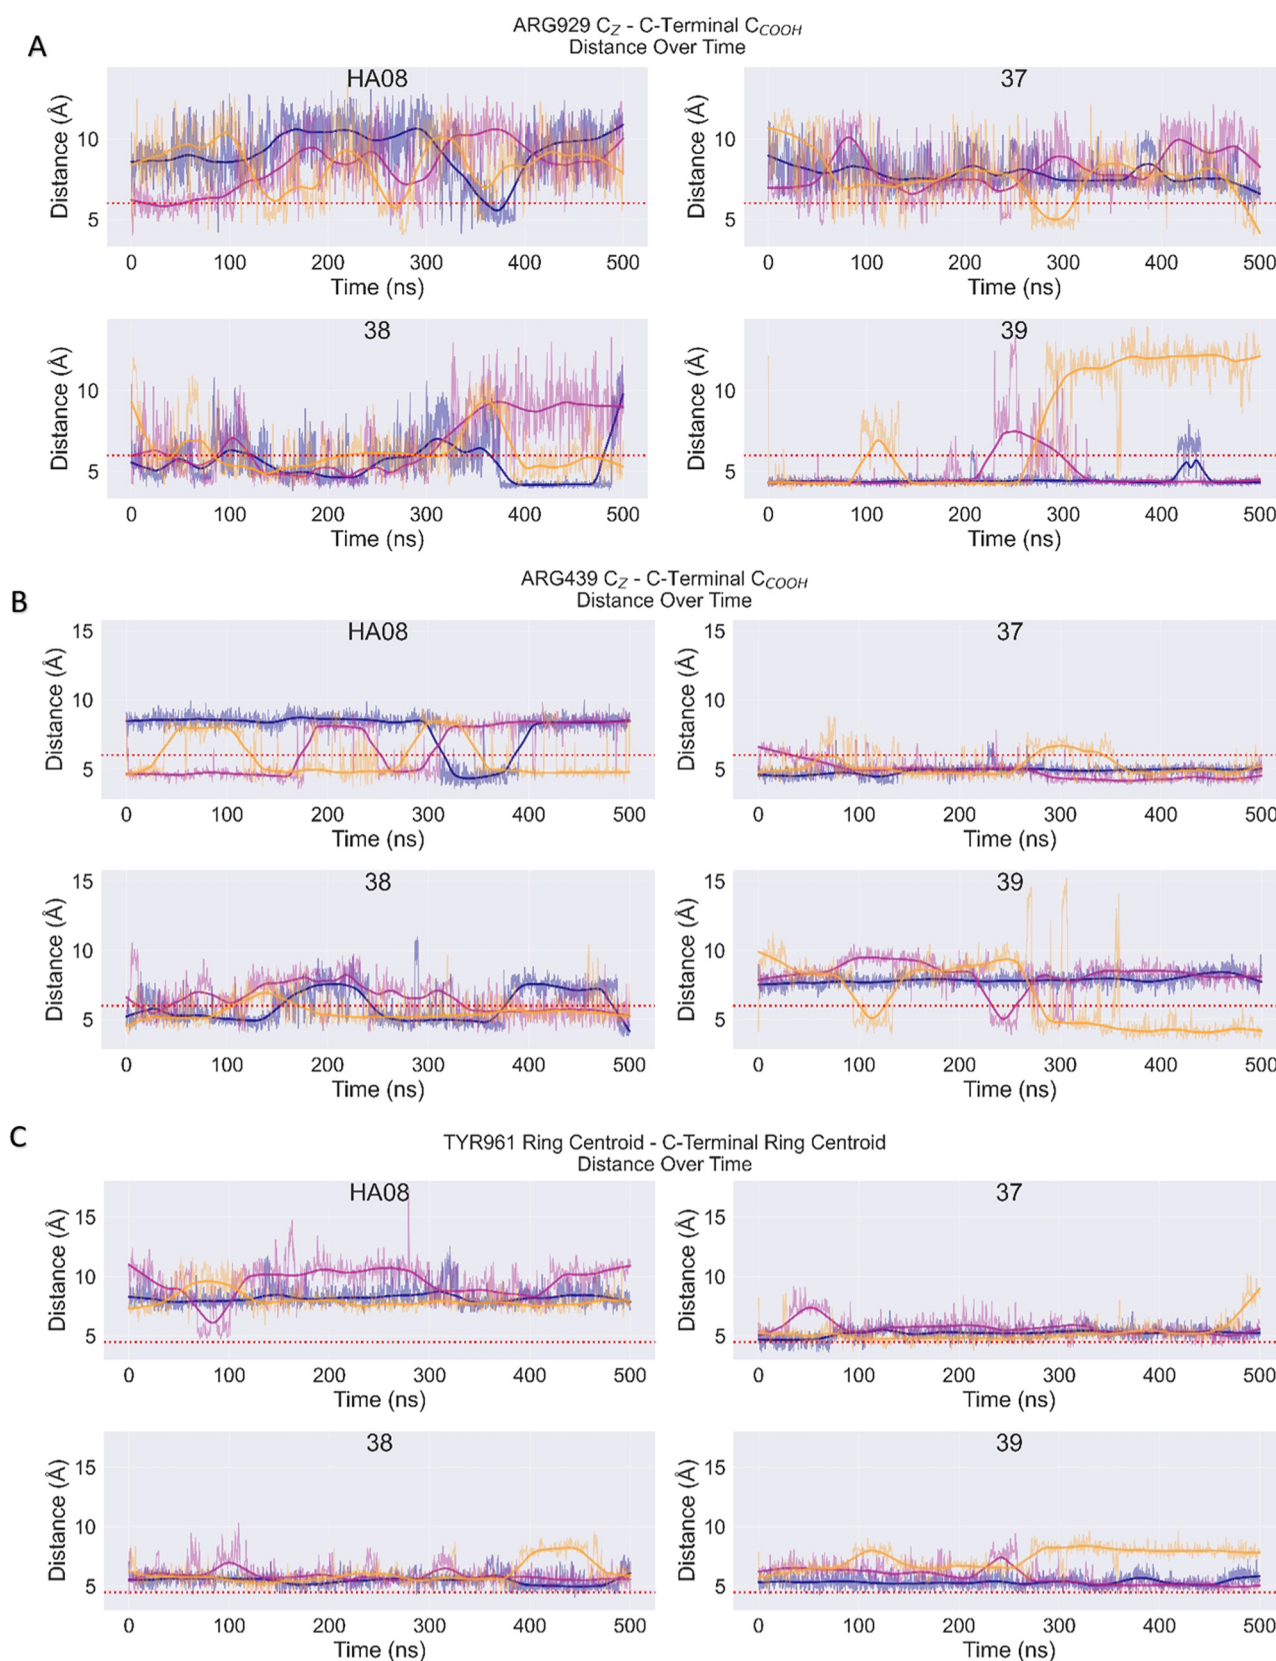 A
ARG929 C_Z - C-Terminal C_COOH
Distance Over Time
HA08
Distance (Å)
10
5
0 100 200 300 400 500
Time (ns)
37
Distance (Å)
10
5
0 100 200 300 400 500
Time (ns)
38
Distance (Å)
10
5
0 100 200 300 400 500
Time (ns)
39
Distance (Å)
10
5
0 100 200 300 400 500
Time (ns)
B
ARG439 C_Z - C-Terminal C_COOH
Distance Over Time
HA08
Distance (Å)
15
10
5
0 100 200 300 400 500
Time (ns)
37
Distance (Å)
15
10
5
0 100 200 300 400 500
Time (ns)
38
Distance (Å)
15
10
5
0 100 200 300 400 500
Time (ns)
39
Distance (Å)
15
10
5
0 100 200 300 400 500
Time (ns)
C
TYR961 Ring Centroid - C-Terminal Ring Centroid
Distance Over Time
HA08
Distance (Å)
15
10
5
0 100 200 300 400 500
Time (ns)
37
Distance (Å)
15
10
5
0 100 200 300 400 500
Time (ns)
38
Distance (Å)
15
10
5
0 100 200 300 400 500
Time (ns)
39
Distance (Å)
15
10
5
0 100 200 300 400 500
Time (ns)